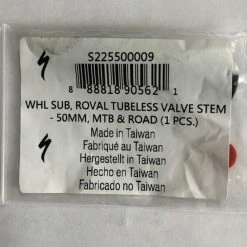 S225500009
8 88818 90562 1
WHL SUB, ROVAL TUBELESS VALVE STEM
- 50MM, MTB & ROAD (1 PCS.)
Made in Taiwan
Fabriqué au Taiwan
Hergestellt in Taiwan
Hecho en Taiwan
Fabricado no Taiwan